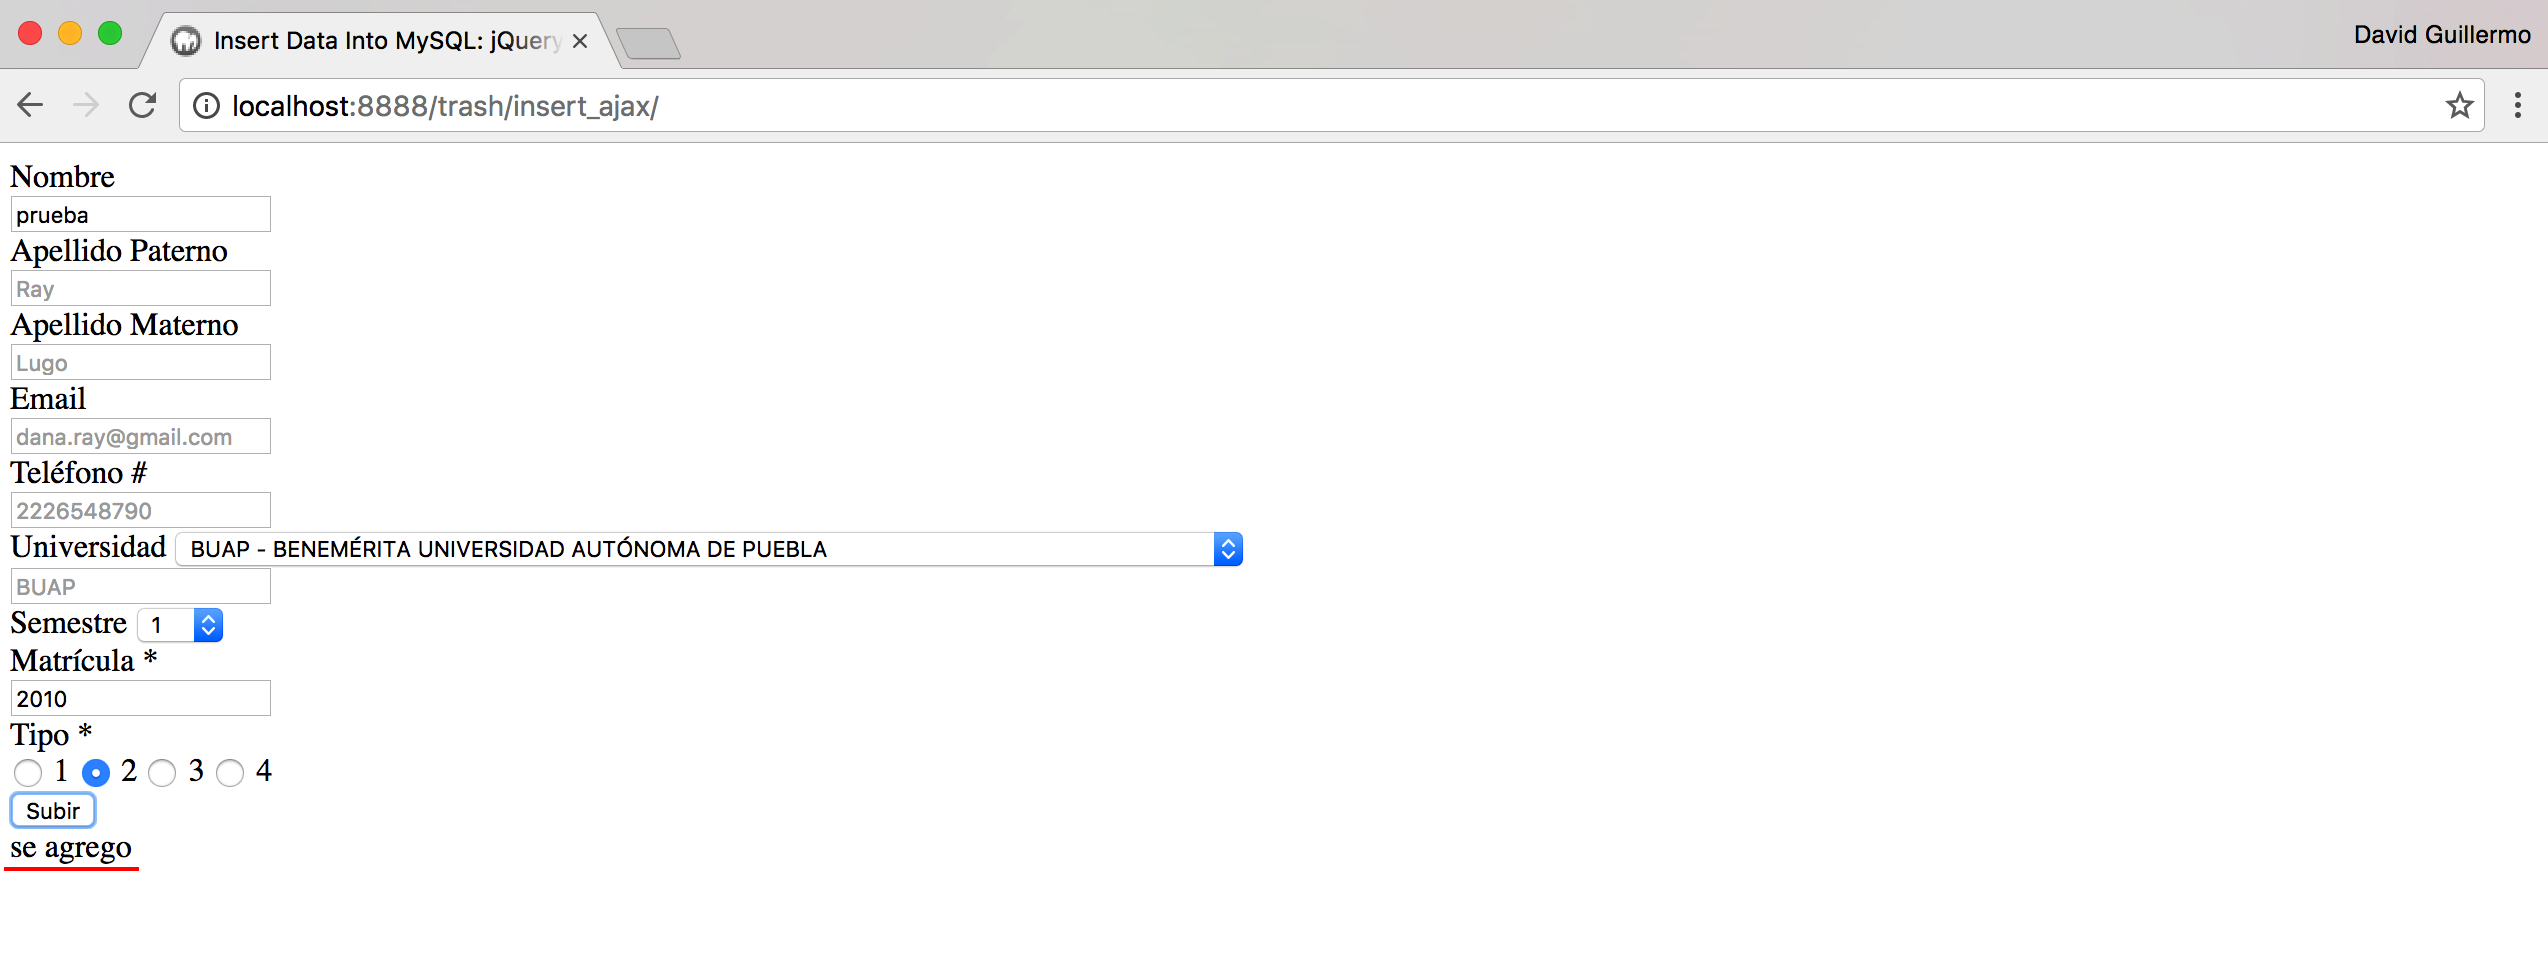 Insert Data Into MySQL: jQuery
David Guillermo
localhost:8888/trash/insert_ajax/
Nombre
prueba
Apellido Paterno
Ray
Apellido Materno
Lugo
Email
dana.ray@gmail.com
Teléfono #
2226548790
Universidad BUAP - BENEMÉRITA UNIVERSIDAD AUTÓNOMA DE PUEBLA
BUAP
Semestre 1
Matrícula *
2010
Tipo *
1 2 3 4
Subir
se agrego